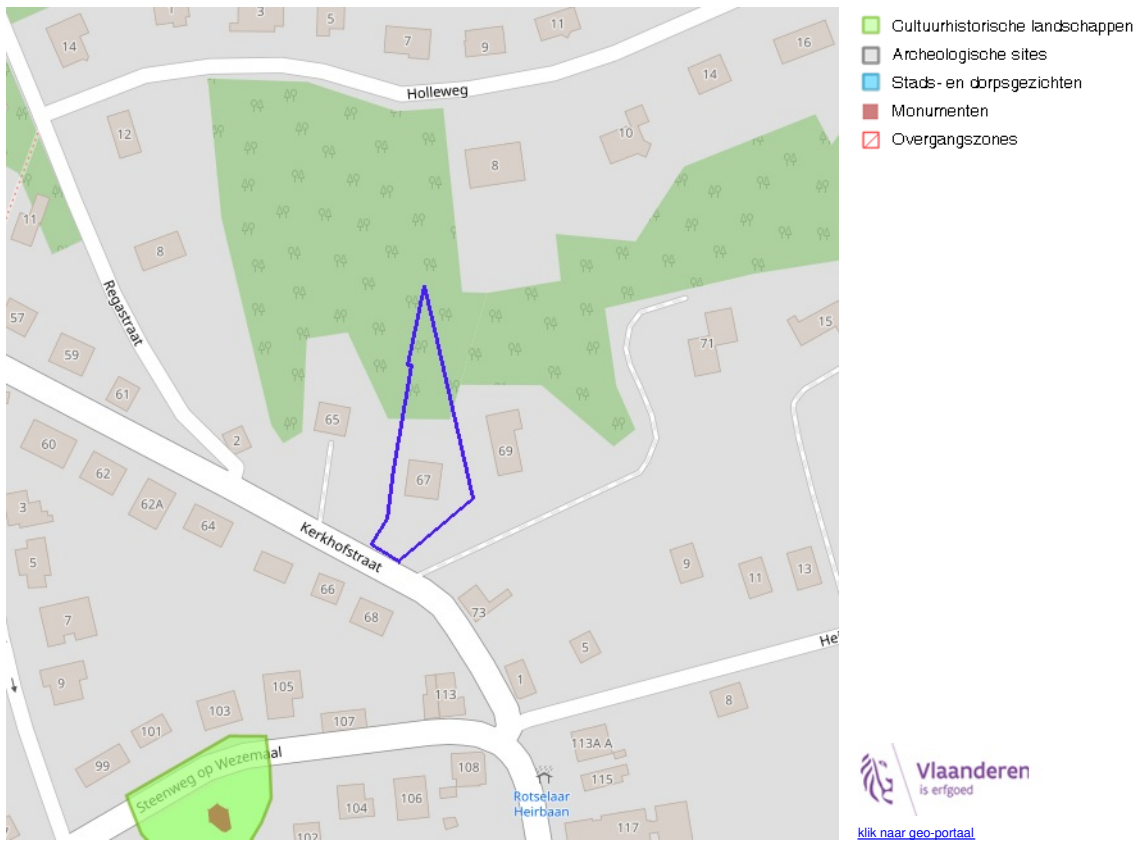 14
3
5
7
9
11
16
14
Holleweg
12
10
8
11
8
Regastraat
57
59
61
15
71
65
2
69
67
60
62
62A
64
3
5
Kerkhofstraat
66
68
73
9
11
13
7
9
5
1
He
8
105
103
101
107
113
99
Steenweg op Wezemaal
108
113A A
115
106
104
102
117
Rotselaar
Heirbaan
Cultuurhistorische landschappen
Archeologische sites
Stads- en dorpsgezichten
Monumenten
Overgangszones
Vlaanderen
is erfgoed
klik naar geo-portaal